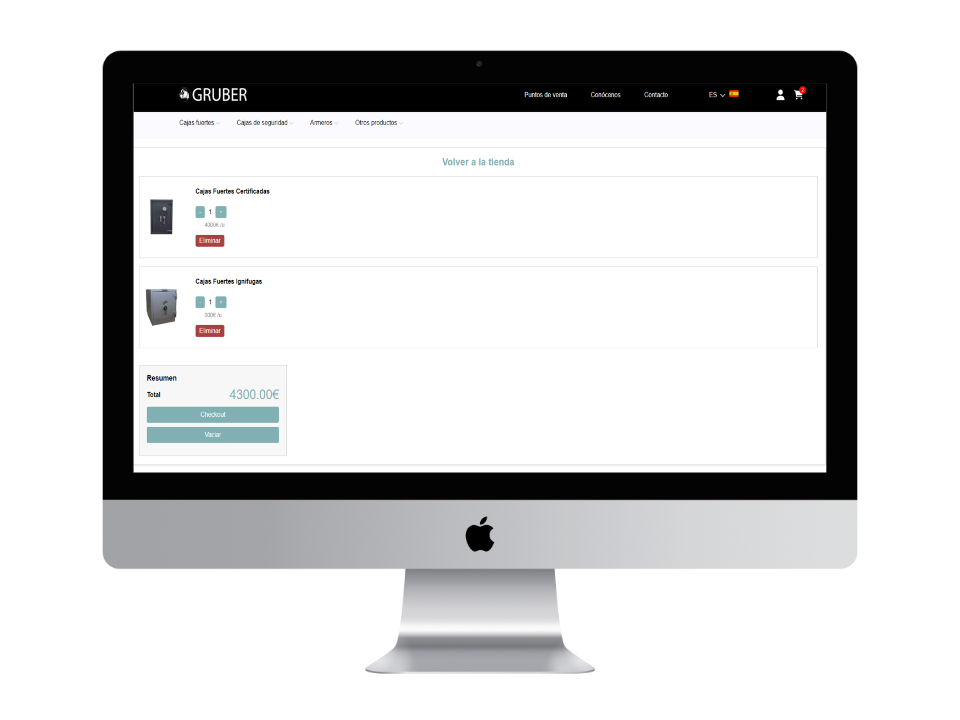 GRUBER
Puntos de venta Conócenos Contacto ES 2
Cajas fuertes Cajas de seguridad Armeros Otros productos
Volver a la tienda
Cajas Fuertes Certificadas
- 1 +
4000€ /u
Eliminar
Cajas Fuertes Ignifugas
- 1 +
300€ /u
Eliminar
Resumen
Total 4300.00€
Checkout
Vaciar